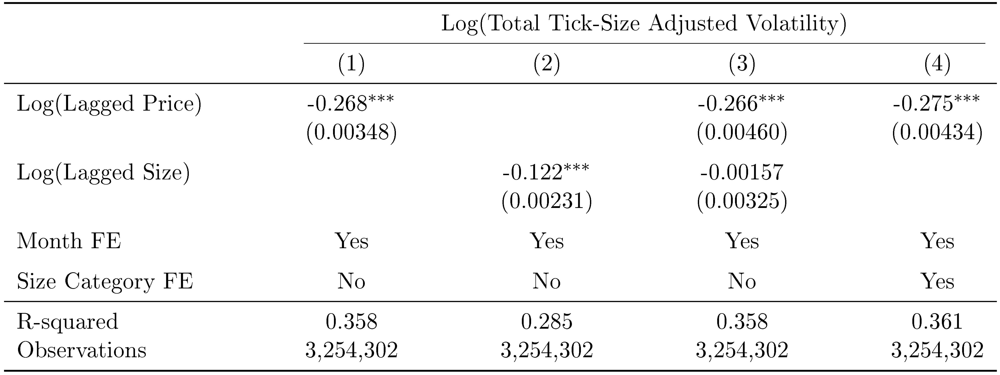 Log(Total Tick-Size Adjusted Volatility)
(1) (2) (3) (4)
Log(Lagged Price) -0.268*** -0.266*** -0.275***
(0.00348) (0.00460) (0.00434)
Log(Lagged Size) -0.122*** -0.00157
(0.00231) (0.00325)
Month FE Yes Yes Yes Yes
Size Category FE No No No Yes
R-squared 0.358 0.285 0.358 0.361
Observations 3,254,302 3,254,302 3,254,302 3,254,302